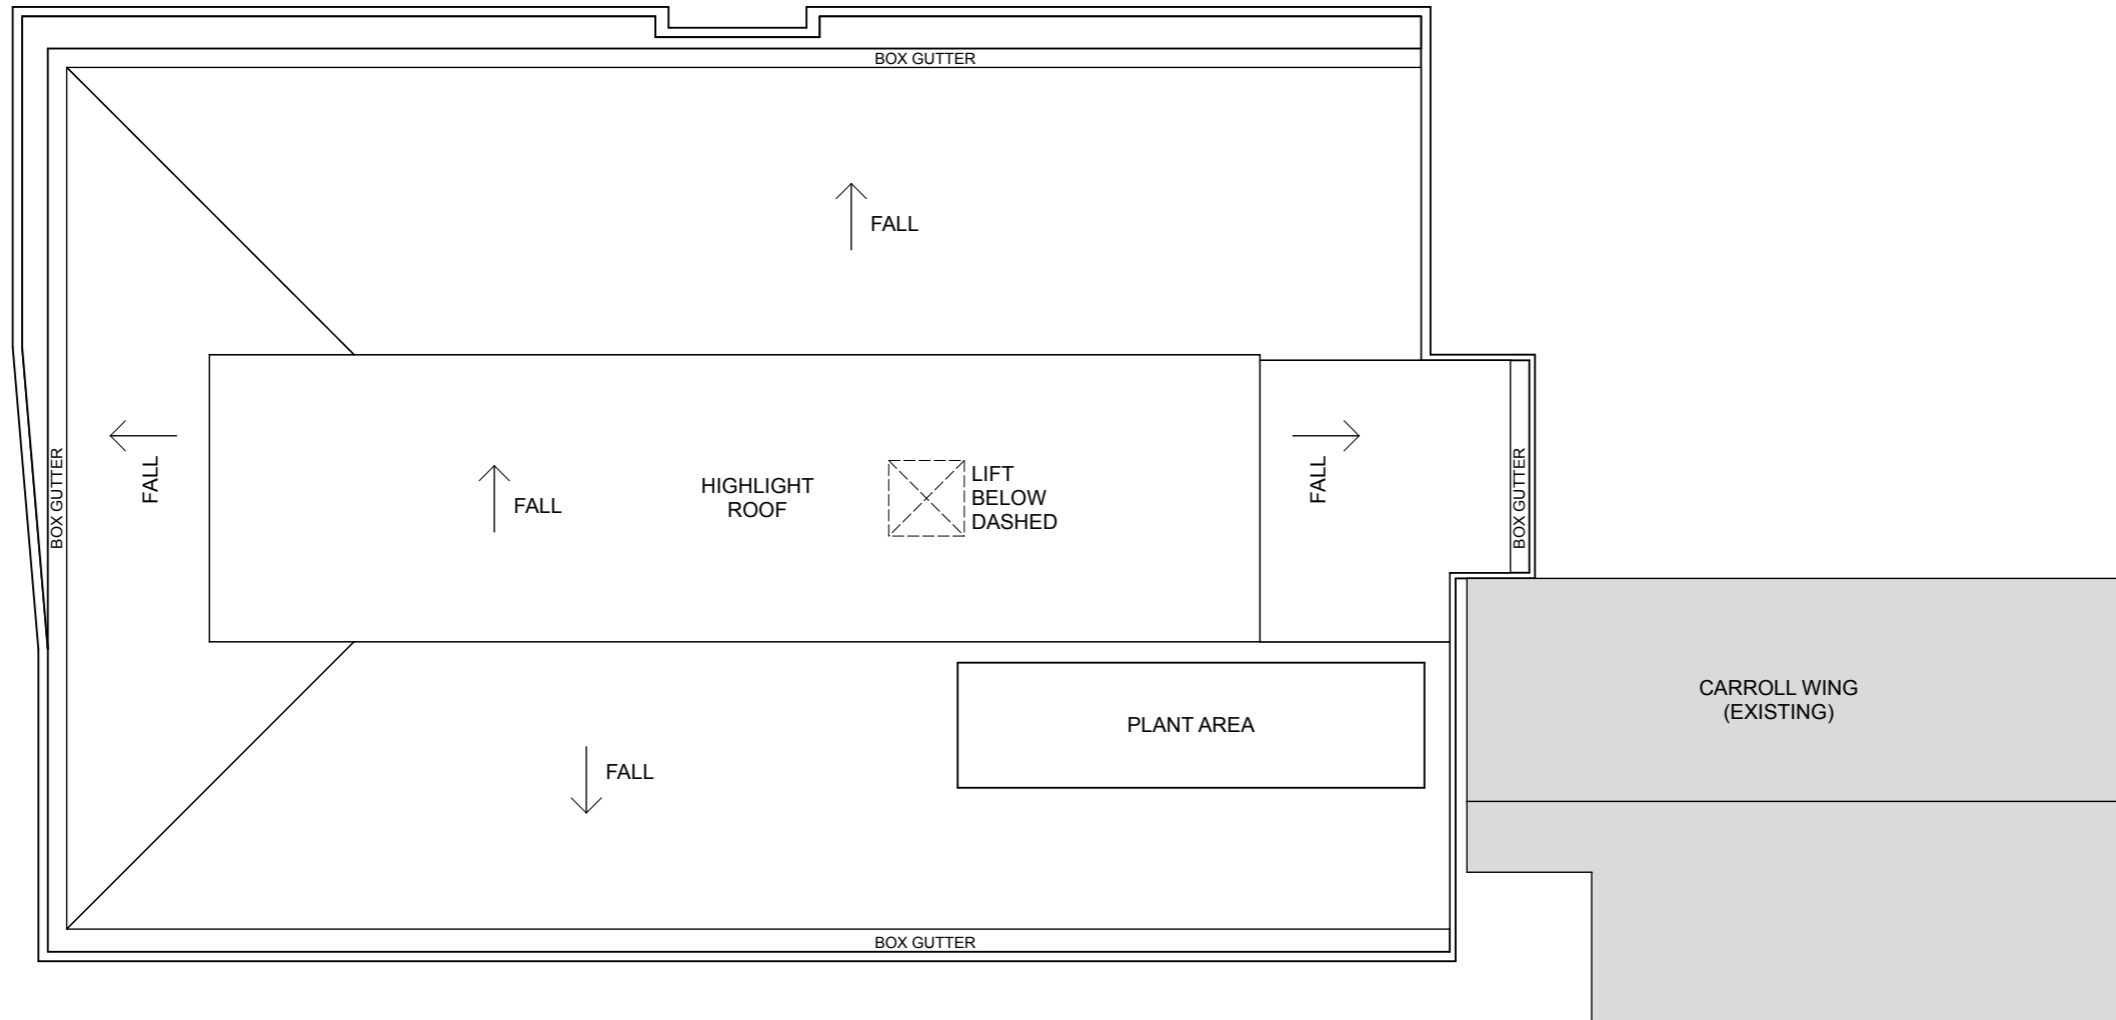 BOX GUTTER
FALL
FALL
BOX GUTTER
FALL
HIGHLIGHT
ROOF
LIFT
BELOW
DASHED
FALL
BOX GUTTER
PLANT AREA
CARROLL WING
(EXISTING)
FALL
BOX GUTTER